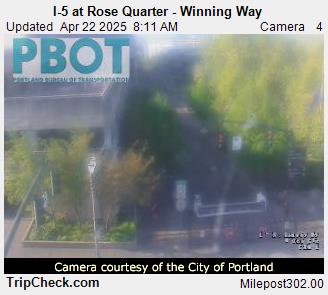 I-5 at Rose Quarter - Winning Way
Updated Apr 22 2025 8:11 AM Camera 4
PBOT
PORTLAND BUREAU OF TRANSPORTATION
Camera courtesy of the City of Portland
TripCheck.com Milepost302.00